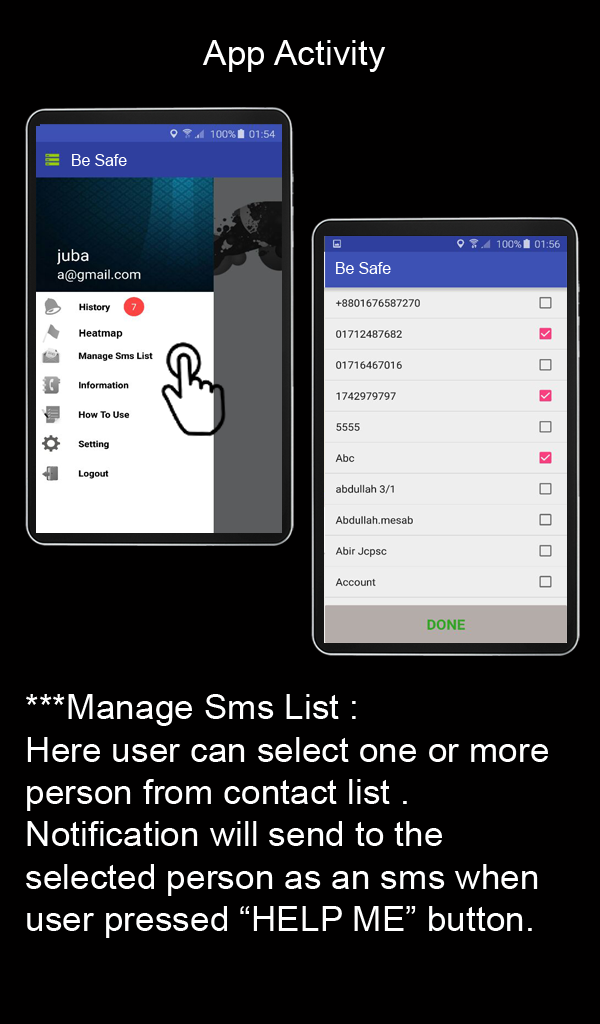 App Activity
100% 01:54
Be Safe
juba
a@gmail.com
History 7
Heatmap
Manage Sms List
Information
How To Use
Setting
Logout
100% 01:56
Be Safe
+8801676587270
01712487682
01716467016
1742979797
5555
Abc
abdullah 3/1
Abdullah.mesab
Abir Jcpsc
Account
DONE
***Manage Sms List :
Here user can select one or more
person from contact list .
Notification will send to the
selected person as an sms when
user pressed “HELP ME” button.